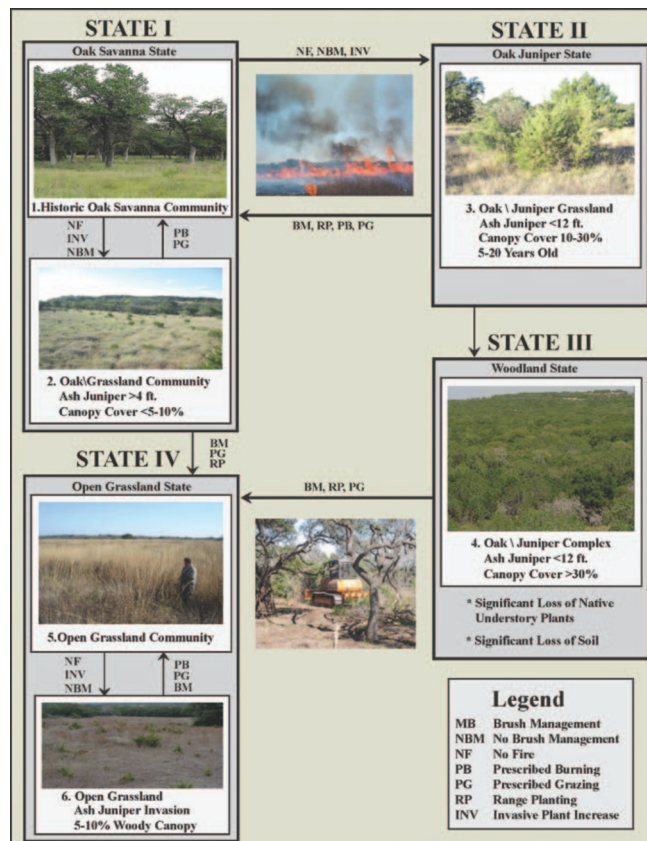 STATE I
Oak Savanna State
1.Historic Oak Savanna Community
NF
INV
NBM
PB
PG
2. Oak\Grassland Community
Ash Juniper >4 ft.
Canopy Cover <5-10%
NF, NBM, INV
BM, RP, PB, PG
STATE II
Oak Juniper State
3. Oak \ Juniper Grassland
Ash Juniper <12 ft.
Canopy Cover 10-30%
5-20 Years Old
STATE III
Woodland State
4. Oak \ Juniper Complex
Ash Juniper <12 ft.
Canopy Cover >30%
* Significant Loss of Native
Understory Plants
* Significant Loss of Soil
BM
PG
RP
STATE IV
Open Grassland State
5.Open Grassland Community
NF
INV
NBM
PB
PG
BM
6. Open Grassland
Ash Juniper Invasion
5-10% Woody Canopy
BM, RP, PG
Legend
MB Brush Management
NBM No Brush Management
NF No Fire
PB Prescribed Burning
PG Prescribed Grazing
RP Range Planting
INV Invasive Plant Increase